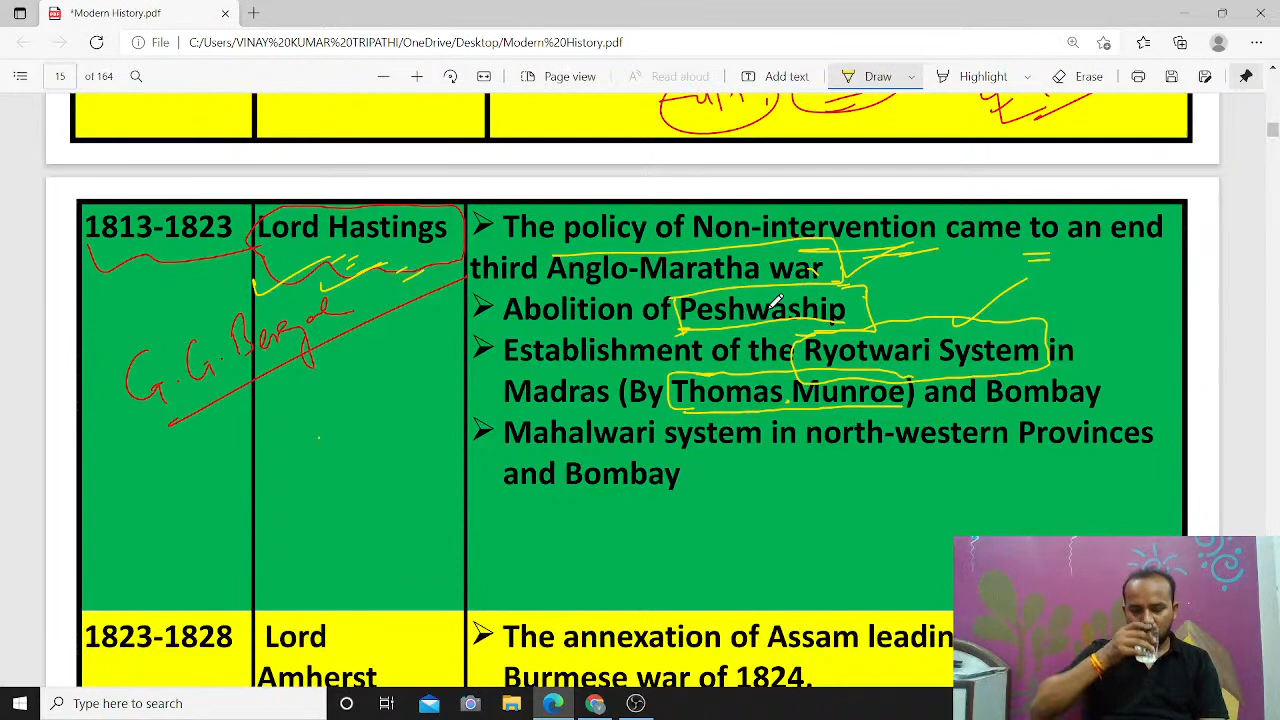 *Modern History.pdf
File
C:/Users/VINAY%20KUMAR%20TRIPATHI/OneDrive/Desktop/Modern%20History.pdf
15 of 164
Page view
Read aloud
Add text
Draw
Highlight
Erase
1813-1823
Lord Hastings
➢ The policy of Non-intervention came to an end
third Anglo-Maratha war
➢ Abolition of Peshwaship
➢ Establishment of the Ryotwari System in
Madras (By Thomas Munroe) and Bombay
➢ Mahalwari system in north-western Provinces
and Bombay
G.G. Bengal
1823-1828
Lord
Amherst
➢ The annexation of Assam leadin
Burmese war of 1824.
Type here to search